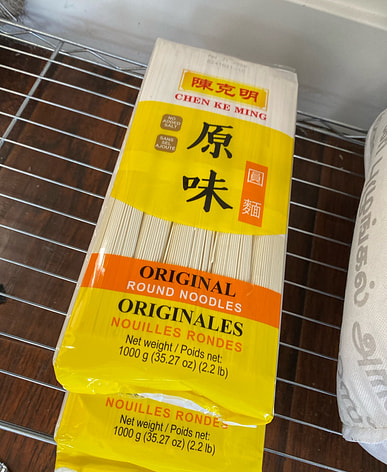 陳克明
CHEN KE MING
NO
ADDED
SALT
SANS
SEL
AJOUTÉ
原味
圓麵
ORIGINAL
ROUND NOODLES
ORIGINALES
NOUILLES RONDES
Net weight / Poids net:
1000 g (35.27 oz) (2.2 lb)
NOUILLES RONDES
Net weight / Poids net:
1000 g (35.27 oz) (2.2 lb)